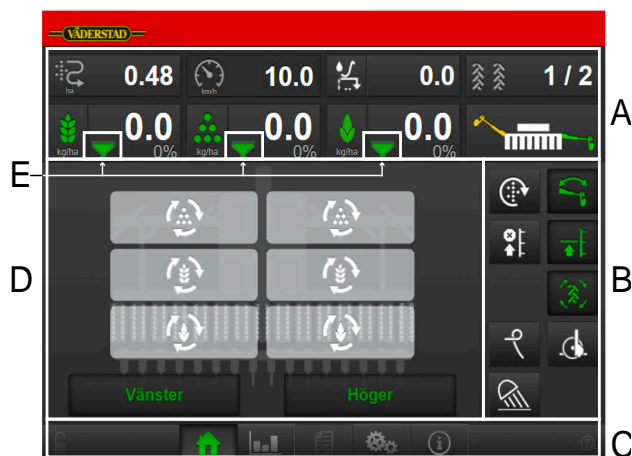 VÄDERSTAD
0.48
ha
10.0
km/h
0.0
1 / 2
A
0.0
kg/ha
0%
0.0
kg/ha
0%
0.0
kg/ha
0%
E
D
B
Vänster
Höger
C